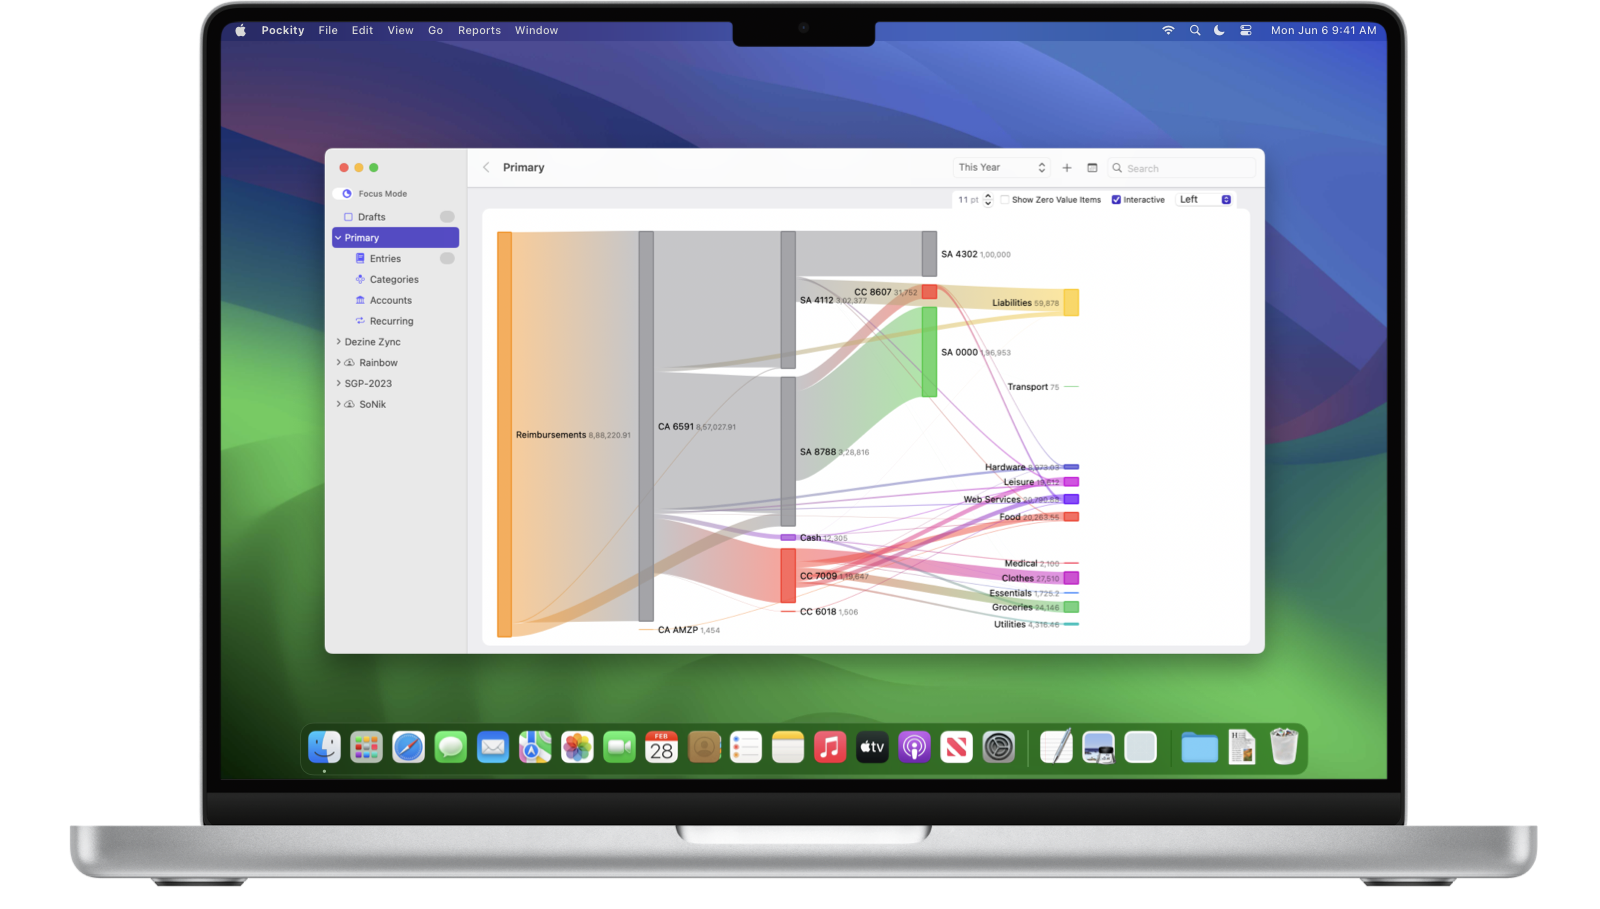 Pockity File Edit View Go Reports Window
Mon Jun 6 9:41 AM
Primary
This Year
Search
11 pt
Show Zero Value Items
Interactive
Left
Focus Mode
Drafts
Primary
Entries
Categories
Accounts
Recurring
Dezine Zync
Rainbow
SGP-2023
SoNik
Reimbursements 8,88,220.91
CA 6591 8,57,027.91
CA AMZP 1,454
SA 4112 3,02,377
SA 8788 3,28,816
Cash 12,305
CC 7009 1,19,647
CC 6018 1,506
SA 4302 1,00,000
CC 8607 31,752
SA 0000 1,96,953
Liabilities 59,878
Transport 75
Hardware
Leisure
Web Services
Food 20,263.55
Medical 2,100
Clothes 27,510
Essentials 1,725.2
Groceries 24,146
Utilities 4,316.46
FEB
28
tv